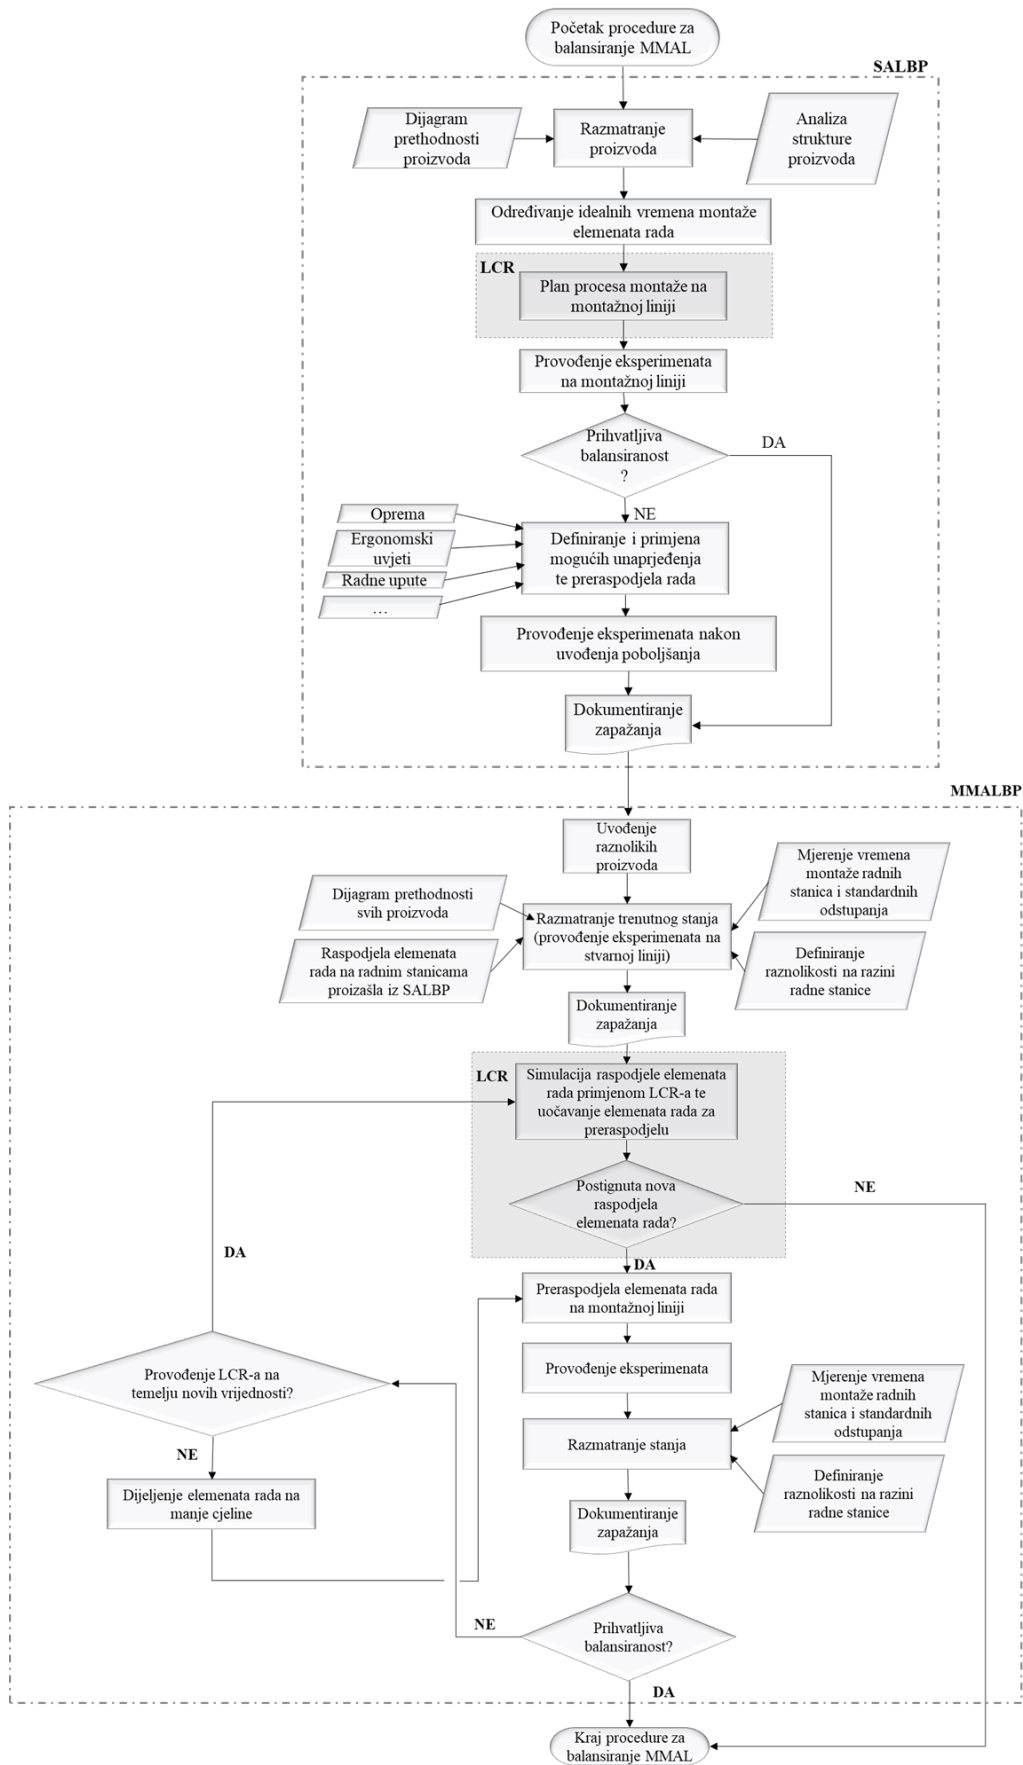 Početak procedure za
balansiranje MMAL
SALBP
Dijagram
prethodnosti
proizvoda
Razmatranje
proizvoda
Analiza
strukture
proizvoda
Određivanje idealnih vremena montaže
elemenata rada
LCR
Plan procesa montaže na
montažnoj liniji
Provođenje eksperimenata
na montažnoj liniji
Prihvatljiva
balansiranost
?
DA
NE
Oprema
Ergonomski
uvjeti
Radne upute
…
Definiranje i primjena
mogućih unaprjeđenja
te preraspodjela rada
Provođenje eksperimenata nakon
uvođenja poboljšanja
Dokumentiranje
zapažanja
MMALBP
Uvođenje
raznolikih
proizvoda
Dijagram prethodnosti
svih proizvoda
Raspodjela elemenata
rada na radnim stanicama
proizašla iz SALBP
Razmatranje trenutnog stanja
(provođenje eksperimenata na
stvarnoj liniji)
Mjerenje vremena
montaže radnih
stanica i standardnih
odstupanja
Definiranje
raznolikosti na razini
radne stanice
Dokumentiranje
zapažanja
LCR
Simulacija raspodjele elemenata
rada primjenom LCR-a te
uočavanje elemenata rada za
preraspodjelu
Postignuta nova
raspodjela
elemenata rada?
NE
DA
DA
Preraspodjela elemenata rada
na montažnoj liniji
Provođenje LCR-a na
temelju novih vrijednosti?
NE
Dijeljenje elemenata rada na
manje cjeline
Provođenje eksperimenata
Razmatranje stanja
Mjerenje vremena
montaže radnih
stanica i standardnih
odstupanja
Definiranje
raznolikosti na razini
radne stanice
Dokumentiranje
zapažanja
NE
Prihvatljiva
balansiranost?
DA
Kraj procedure za
balansiranje MMAL